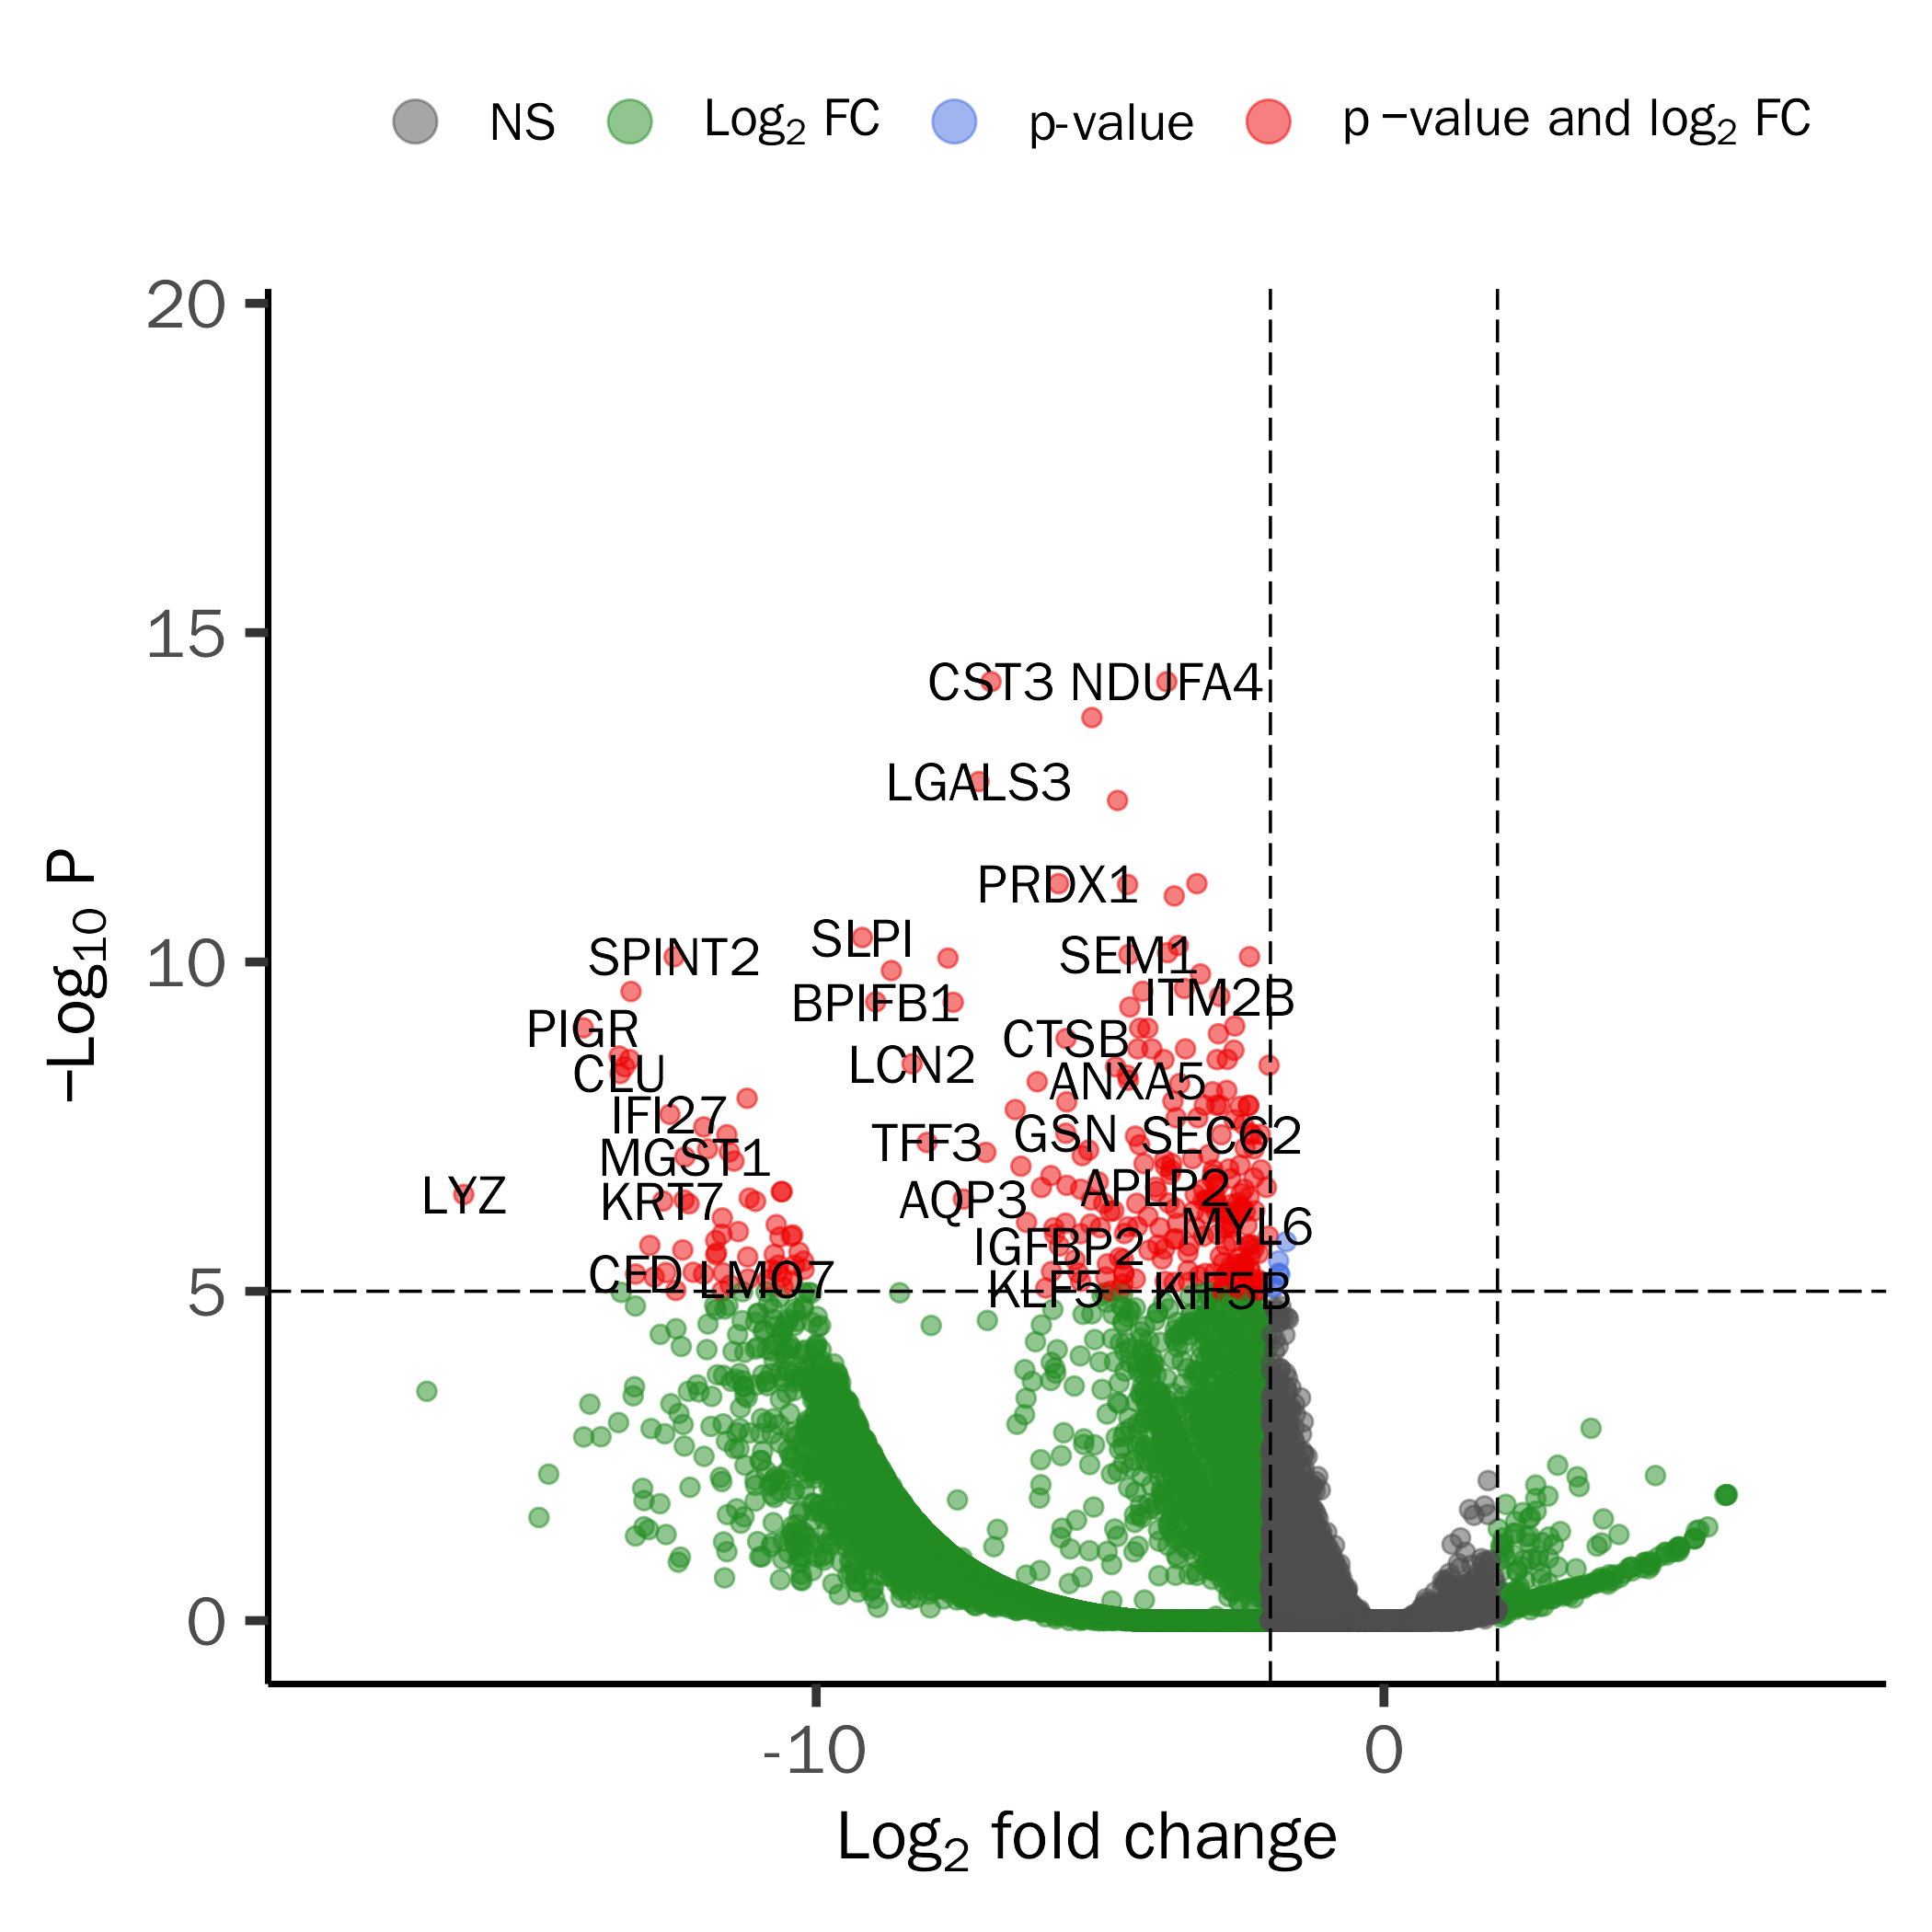 NS Log₂ FC p-value p −value and log₂ FC
20
15
10
5
0
−Log₁₀ P
CST3 NDUFA4
LGALS3
PRDX1
SLPI
SPINT2 SEM1
BPIFB1 ITM2B
PIGR CTSB
CLU LCN2 ANXA5
IFI27
MGST1 TFF3 GSN SEC62
LYZ KRT7 AQP3 APLP2
MYL6
IGFBP2
CFD LMO7 KLF5 KIF5B
-10 0
Log₂ fold change